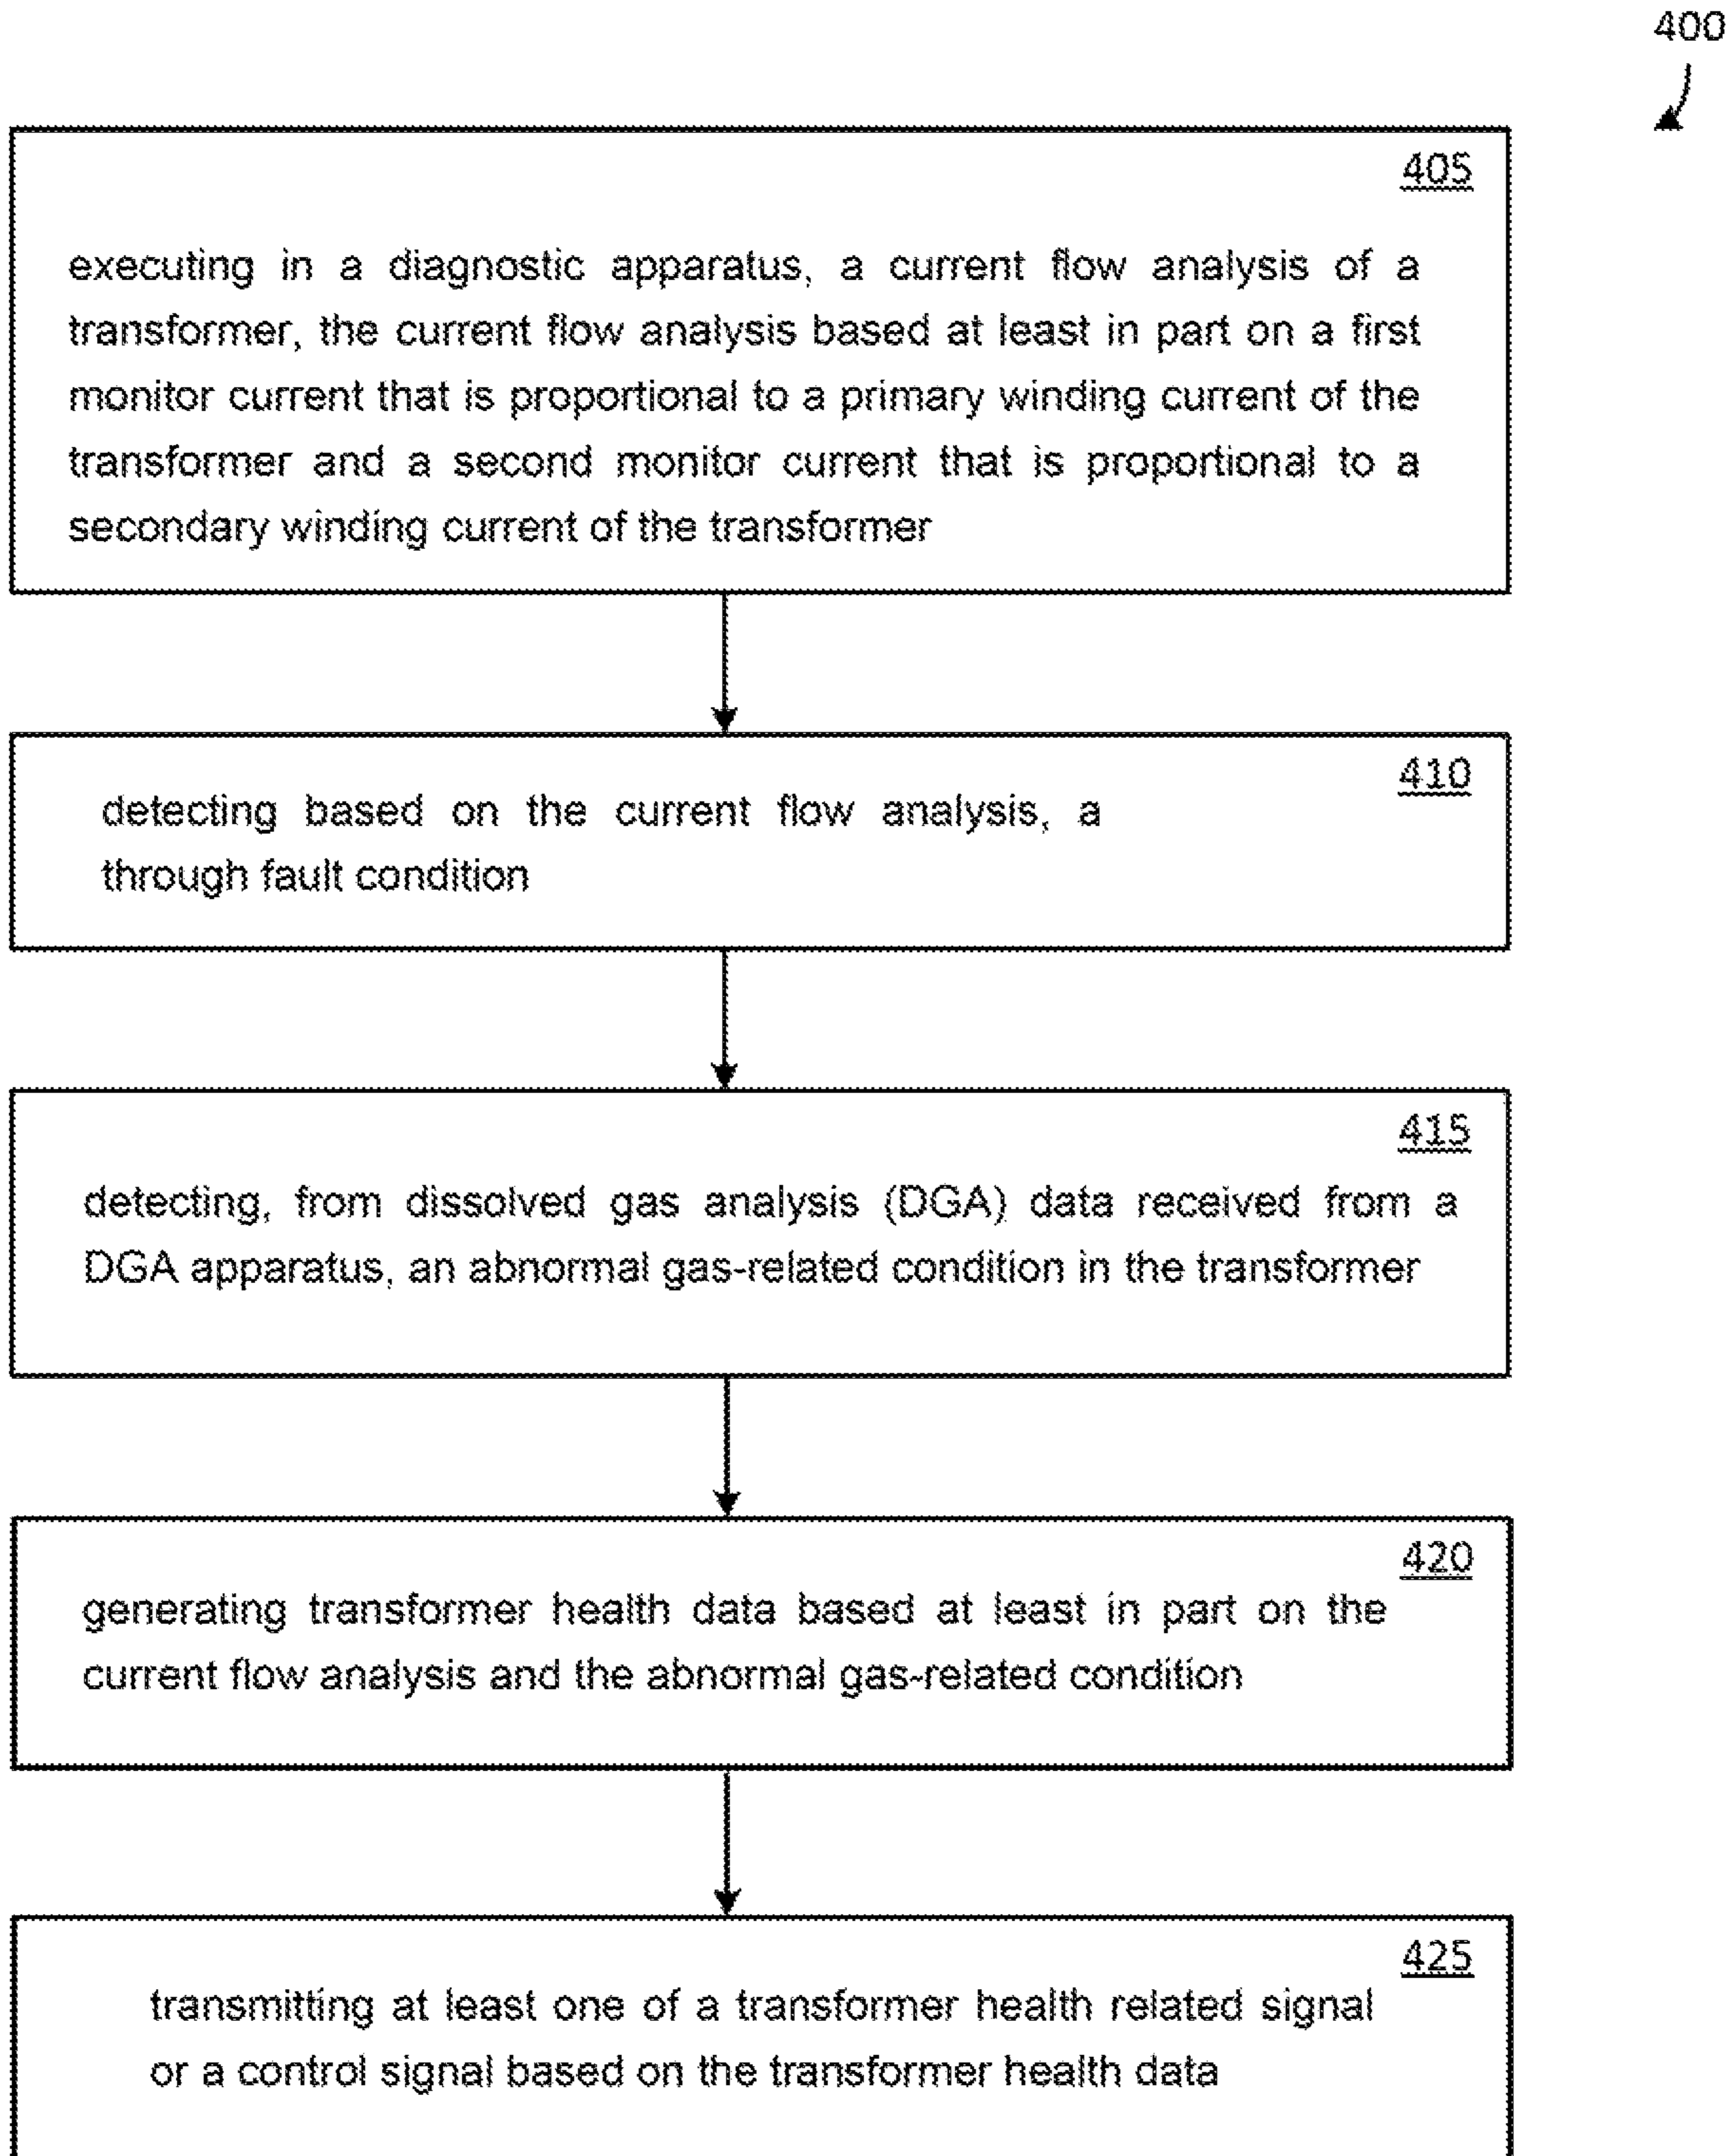 400
405
executing in a diagnostic apparatus, a current flow analysis of a
transformer, the current flow analysis based at least in part on a first
monitor current that is proportional to a primary winding current of the
transformer and a second monitor current that is proportional to a
secondary winding current of the transformer
410
detecting based on the current flow analysis, a
through fault condition
415
detecting, from dissolved gas analysis (DGA) data received from a
DGA apparatus, an abnormal gas-related condition in the transformer
420
generating transformer health data based at least in part on the
current flow analysis and the abnormal gas-related condition
425
transmitting at least one of a transformer health related signal
or a control signal based on the transformer health data